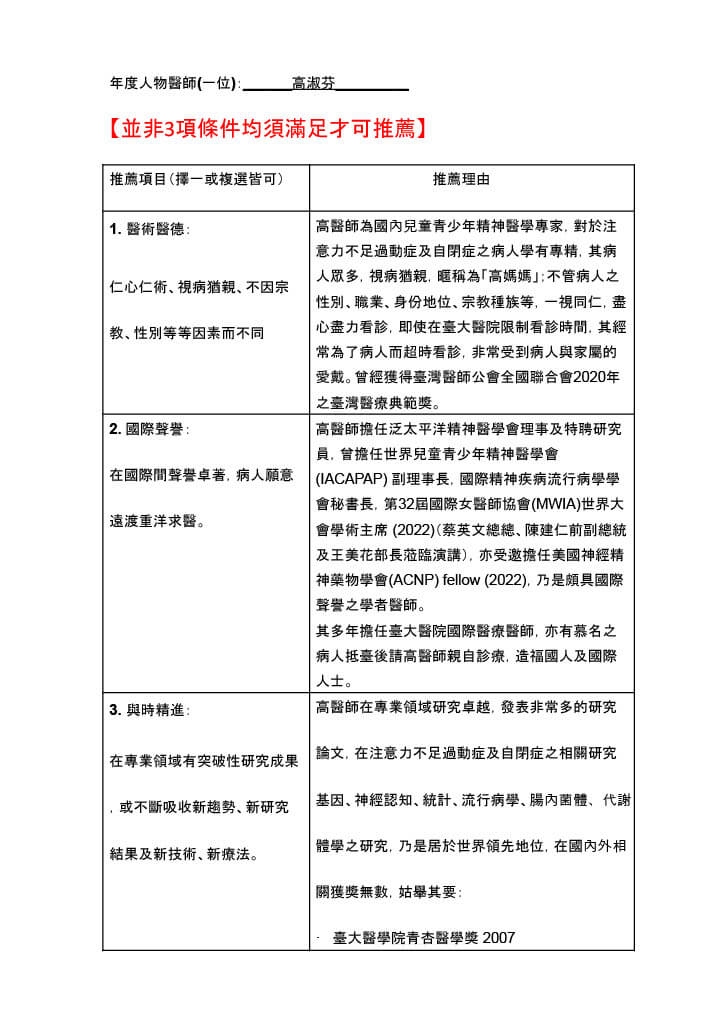 年度人物醫師(一位)：______高淑芬_________
【並非3項條件均須滿足才可推薦】
推薦項目（擇一或複選皆可）
推薦理由
1. 醫術醫德：
仁心仁術、視病猶親、不因宗
教、性別等等因素而不同
高醫師為國內兒童青少年精神醫學專家，對於注
意力不足過動症及自閉症之病人學有專精，其病
人眾多，視病猶親，暱稱為「高媽媽」；不管病人之
性別、職業、身份地位、宗教種族等，一視同仁，盡
心盡力看診，即使在臺大醫院限制看診時間，其經
常為了病人而超時看診，非常受到病人與家屬的
愛戴。曾經獲得臺灣醫師公會全國聯合會2020年
之臺灣醫療典範獎。
2. 國際聲譽：
在國際間聲譽卓著，病人願意
遠渡重洋求醫。
高醫師擔任泛太平洋精神醫學會理事及特聘研究
員，曾擔任世界兒童青少年精神醫學會
(IACAPAP) 副理事長，國際精神疾病流行病學學
會秘書長，第32屆國際女醫師協會(MWIA)世界大
會學術主席 (2022)（蔡英文總總、陳建仁前副總統
及王美花部長蒞臨演講），亦受邀擔任美國神經精
神藥物學會(ACNP) fellow (2022)，乃是頗具國際
聲譽之學者醫師。
其多年擔任臺大醫院國際醫療醫師，亦有慕名之
病人抵臺後請高醫師親自診療，造福國人及國際
人士。
3. 與時精進：
在專業領域有突破性研究成果
，或不斷吸收新趨勢、新研究
結果及新技術、新療法。
高醫師在專業領域研究卓越，發表非常多的研究
論文，在注意力不足過動症及自閉症之相關研究
基因、神經認知、統計、流行病學、腸內菌體、代謝
體學之研究，乃是居於世界領先地位，在國內外相
關獲獎無數，姑舉其要：
· 臺大醫學院青杏醫學獎 2007